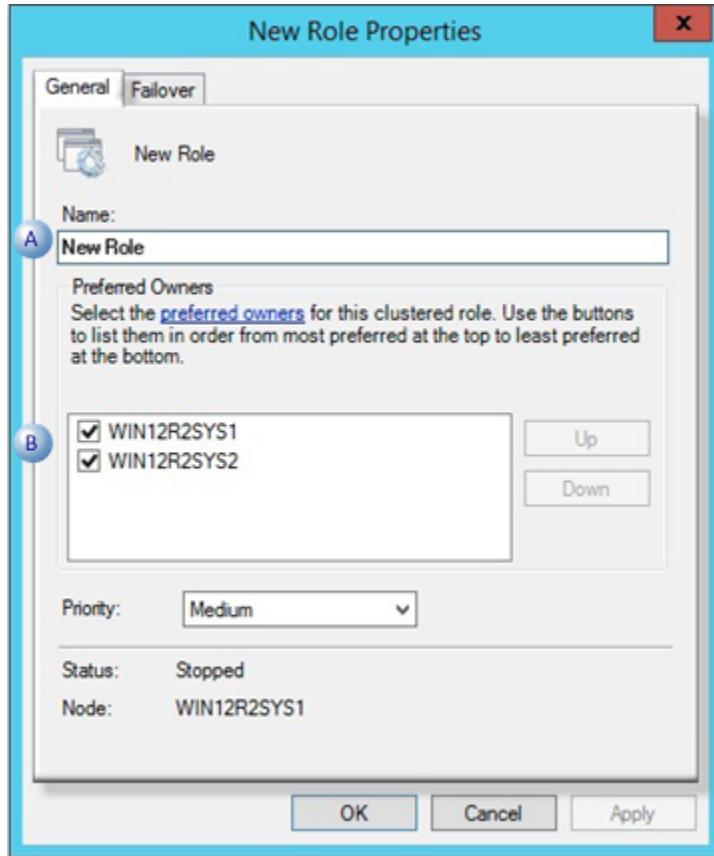 New Role Properties
x
General
Failover
New Role
Name:
A
New Role
Preferred Owners
Select the preferred owners for this clustered role. Use the buttons
to list them in order from most preferred at the top to least preferred
at the bottom.
B
WIN12R2SYS1
WIN12R2SYS2
Up
Down
Priority:
Medium
Status:
Stopped
Node:
WIN12R2SYS1
OK
Cancel
Apply